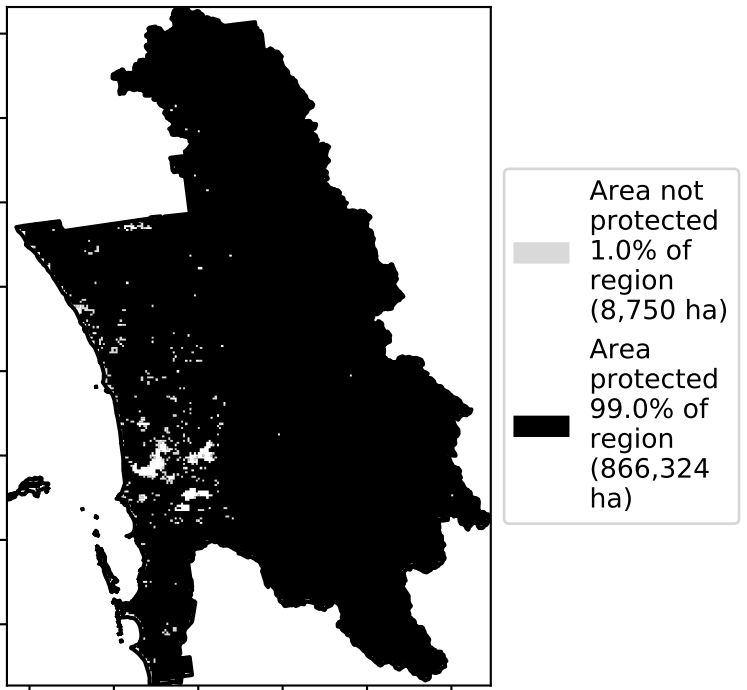 Area not
protected
1.0% of
region
(8,750 ha)
Area
protected
99.0% of
region
(866,324
ha)